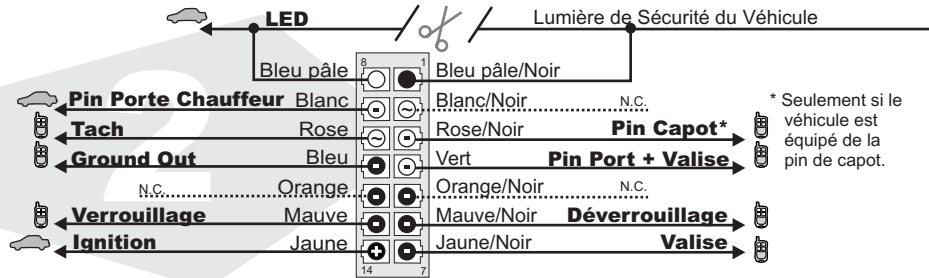 LED Lumière de Sécurité du Véhicule
8 1
Bleu pâle Bleu pâle/Noir
Pin Porte Chauffeur Blanc Blanc/Noir N.C.
Tach Rose Rose/Noir Pin Capot*
Ground Out Bleu Vert Pin Port + Valise
N.C. Orange Orange/Noir N.C.
Verrouillage Mauve Mauve/Noir Déverrouillage
Ignition Jaune Jaune/Noir Valise
14 7
* Seulement si le
véhicule est
équipé de la
pin de capot.
2